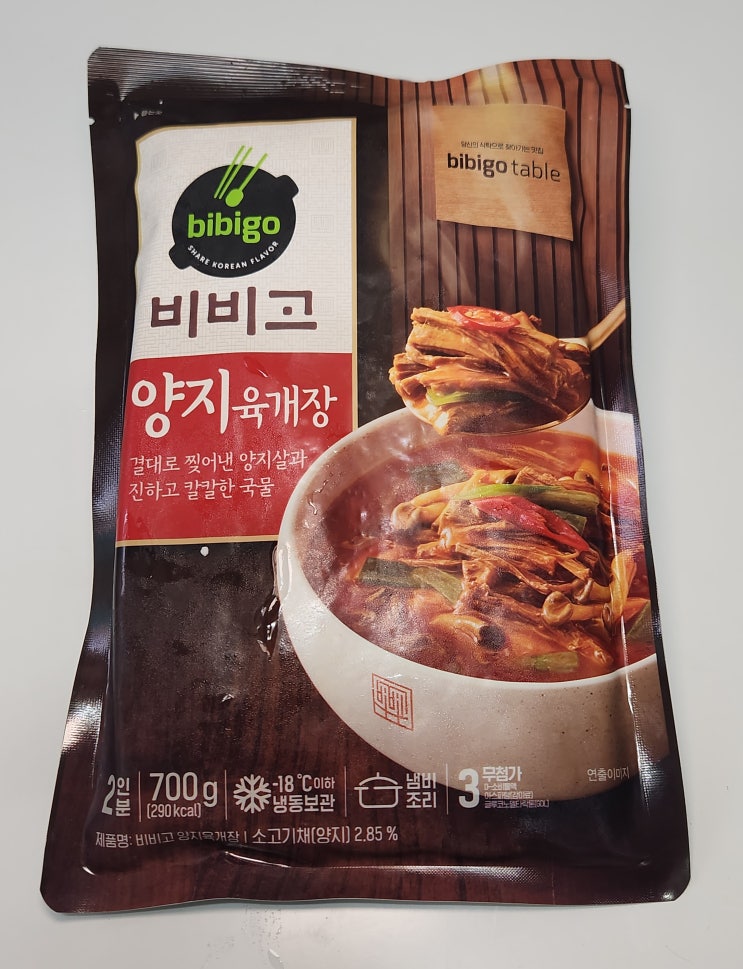 당신의 식탁으로 찾아가는 맛집
bibigo table
bibigo
SHARE KOREAN FLAVOR
비비고
양지육개장
결대로 찢어낸 양지살과
진하고 칼칼한 국물
2인분
700g
(290 kcal)
-18℃이하
냉동보관
냄비
조리
3무첨가
연출이미지
제품명: 비비고 양지육개장 | 소고기채(양지) 2.85 %